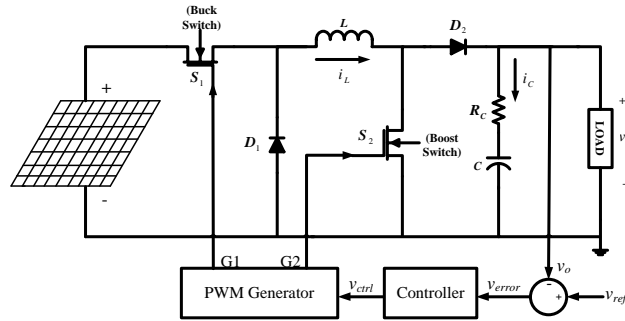 (Buck
Switch)
S1
L
iL
D2
iC
+
-
D1
S2
(Boost
Switch)
RC
C
LOAD
+
v
-
G1
G2
PWM Generator
vctrl
Controller
verror
vo
-
+
vref